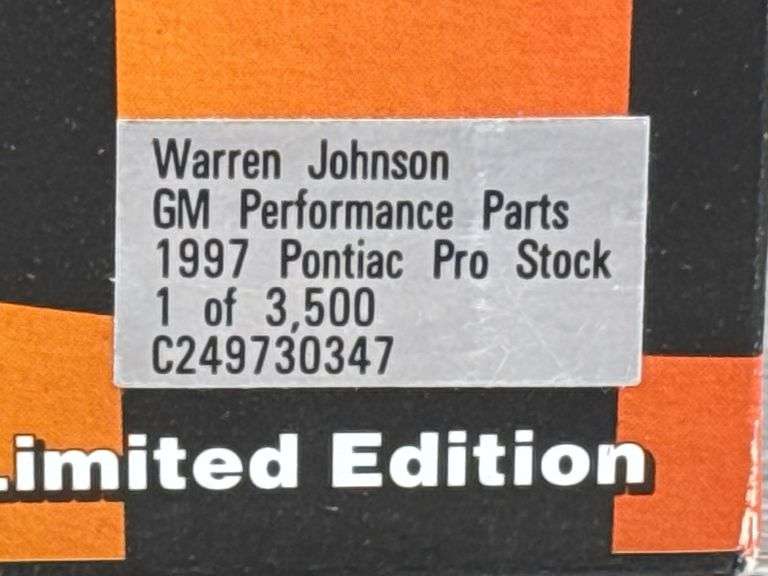 Warren Johnson
GM Performance Parts
1997 Pontiac Pro Stock
1 of 3,500
C249730347
Limited Edition